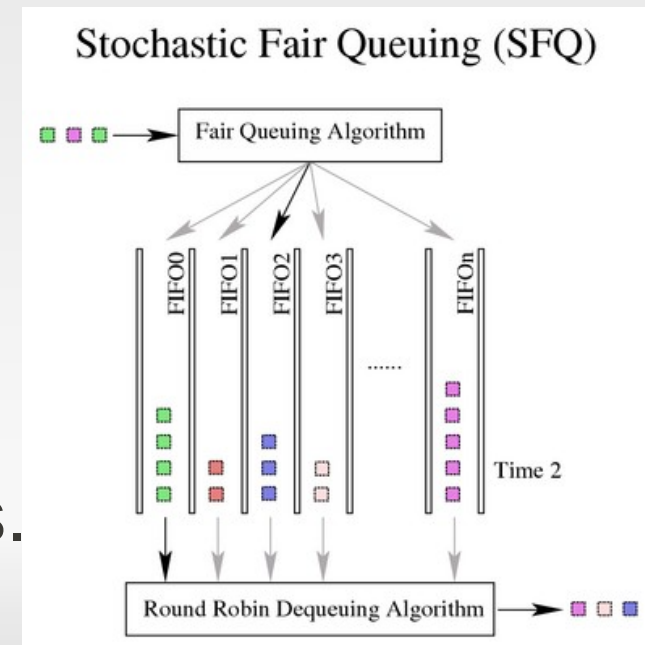 Stochastic Fair Queuing (SFQ)
Fair Queuing Algorithm
FIFO0
FIFO1
FIFO2
FIFO3
FIFOn
......
Time 2
s.
Round Robin Dequeuing Algorithm